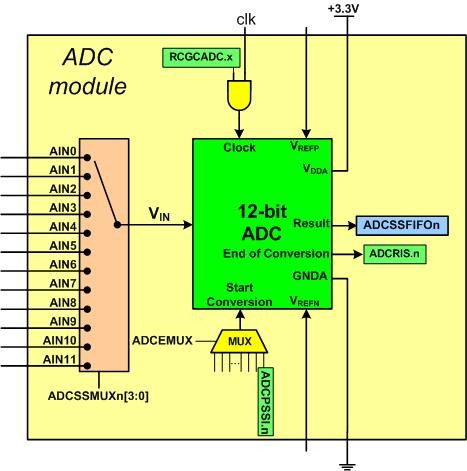 clk
+3.3V
ADC
module
RCGCADC.x
AIN0
AIN1
AIN2
AIN3
AIN4
AIN5
AIN6
AIN7
AIN8
AIN9
AIN10
AIN11
ADCSSMUXn[3:0]
VIN
Clock
VREFP
VDDA
12-bit
ADC
Result
ADCSSFIFOn
End of Conversion
ADCRIS.n
GNDA
Start
Conversion
VREFN
ADCEMUX
MUX
...
ADCPSSI.n